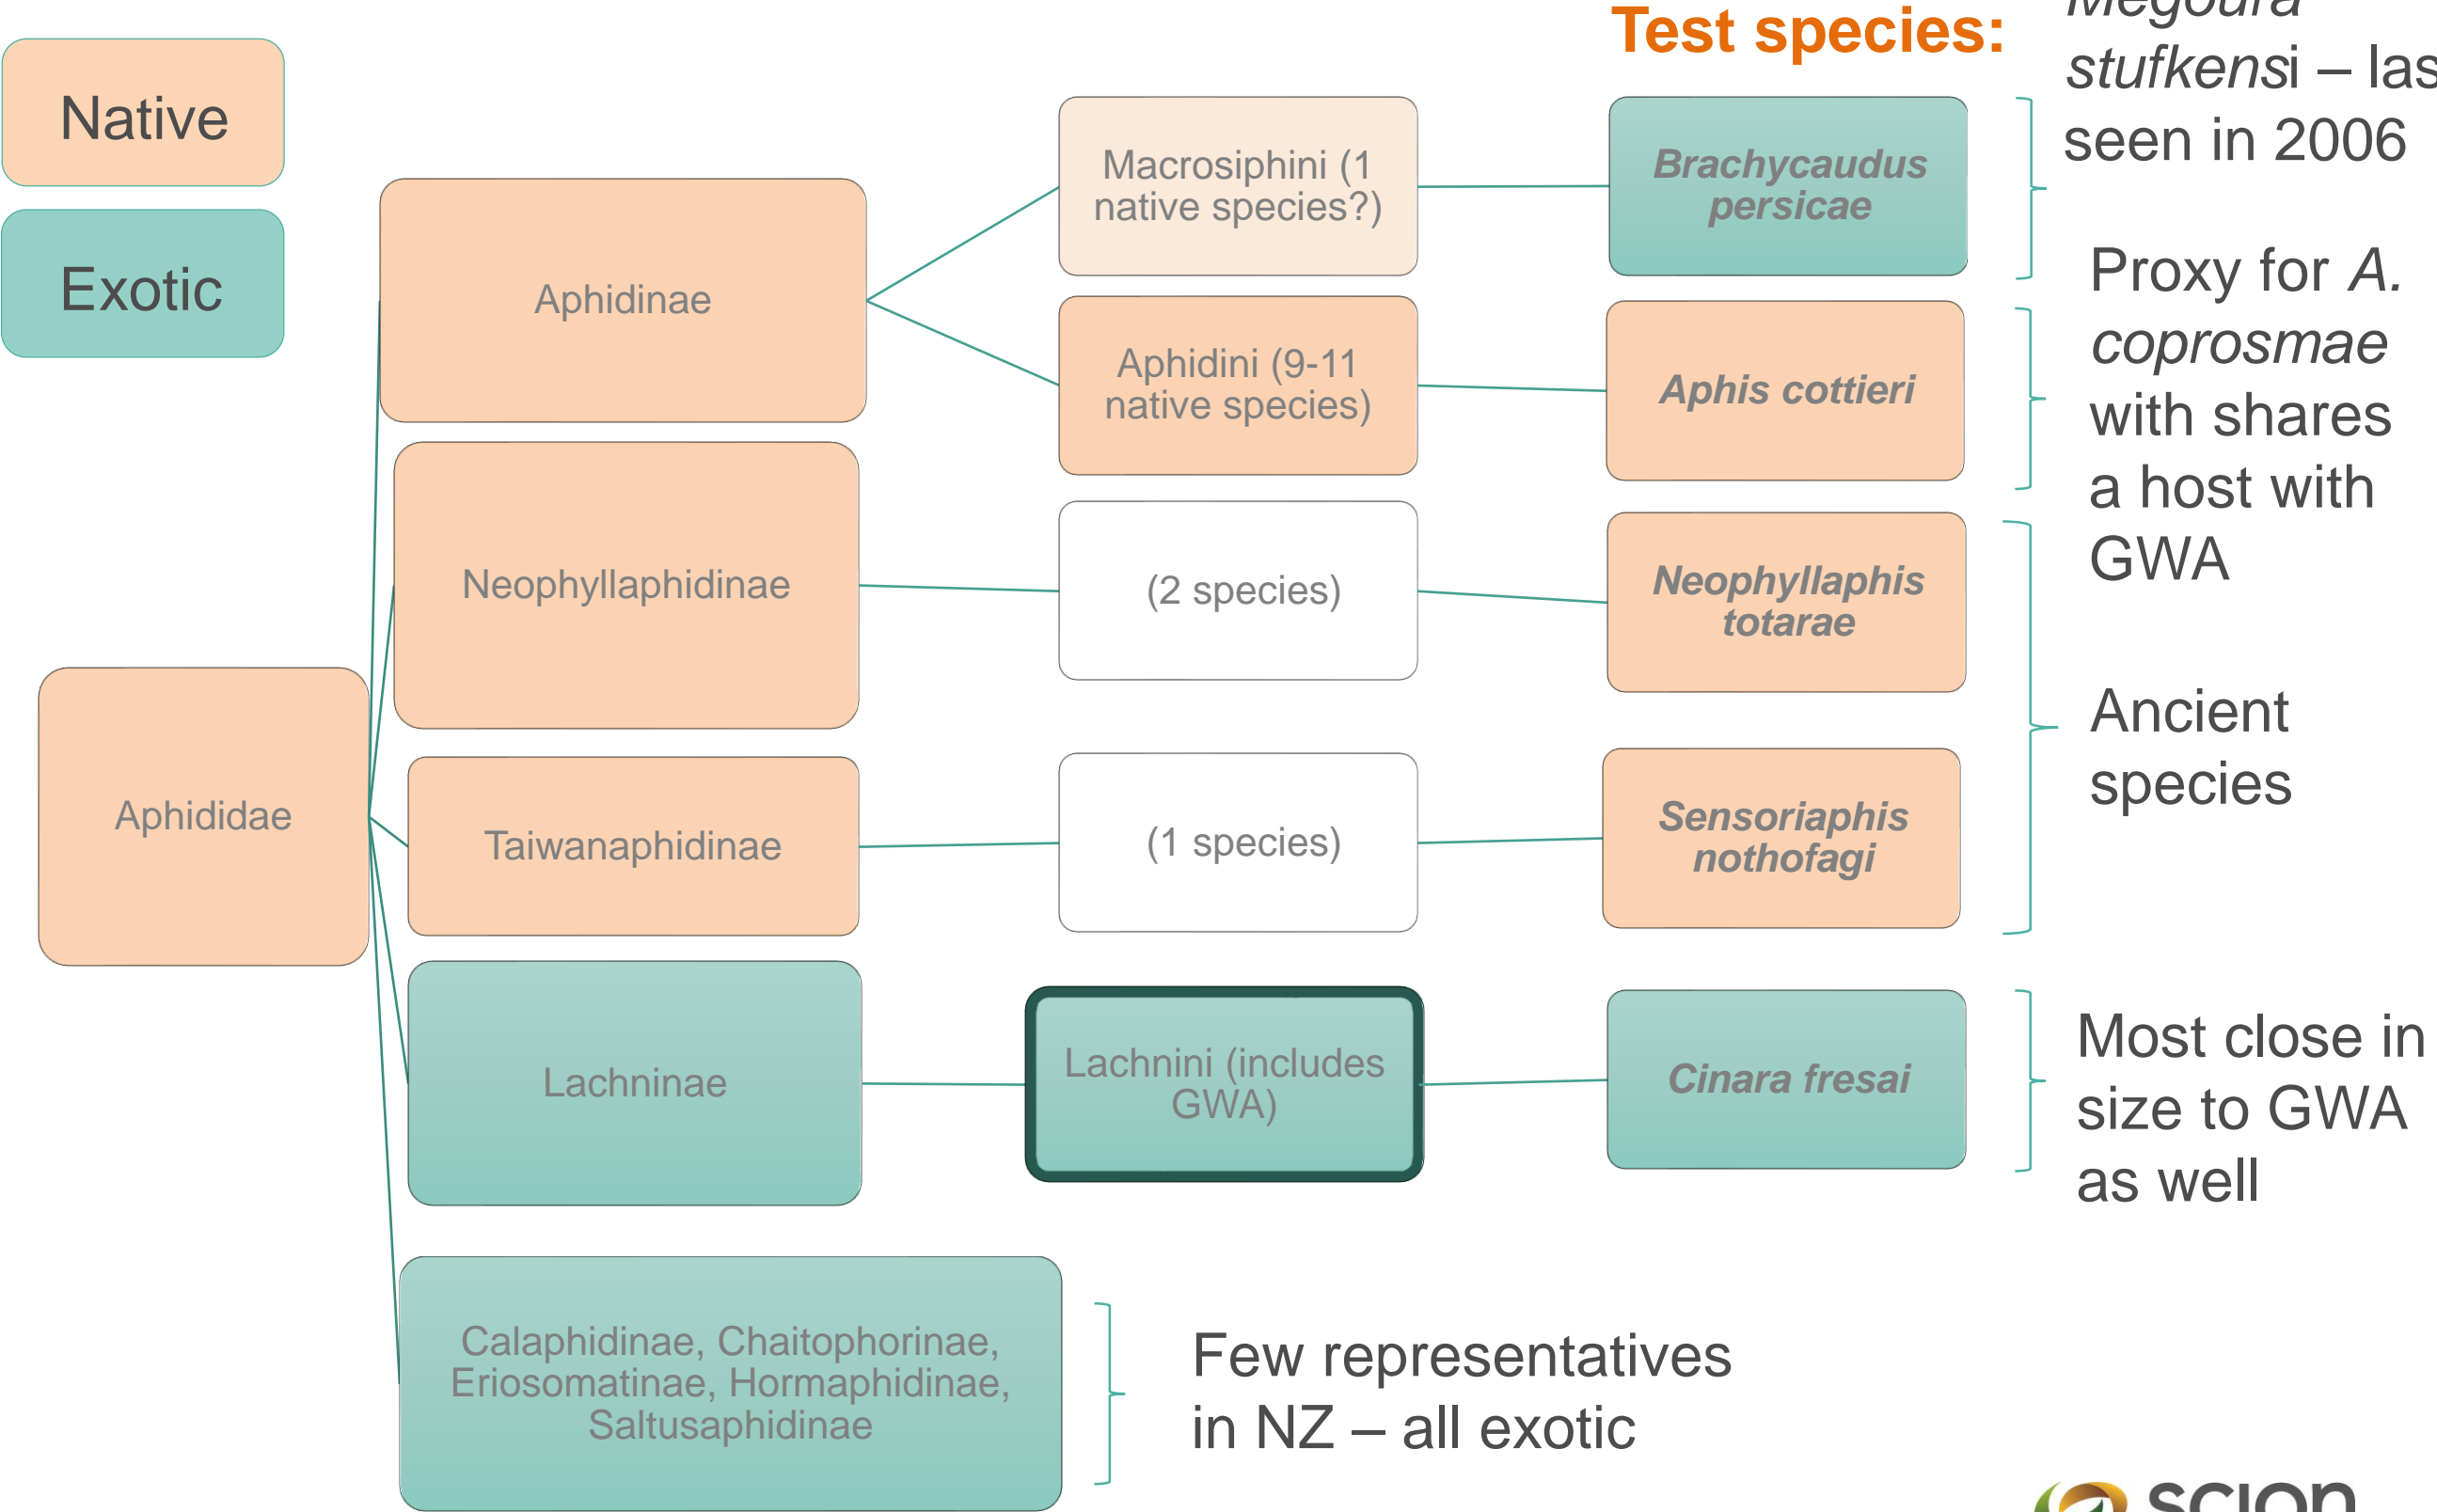 Test species:
stufkensi – las
seen in 2006
Native
Exotic
Macrosiphini (1
native species?)
Brachycaudus
persicae
Aphidinae
Aphidini (9-11
native species)
Aphis cottieri
Proxy for A.
coprosmae
with shares
a host with
GWA
Neophyllaphidinae
(2 species)
Neophyllaphis
totarae
Aphididae
Taiwanaphidinae
(1 species)
Sensoriaphis
nothofagi
Ancient
species
Lachninae
Lachnini (includes
GWA)
Cinara fresai
Most close in
size to GWA
as well
Calaphidinae, Chaitophorinae,
Eriosomatinae, Hormaphidinae,
Saltusaphidinae
Few representatives
in NZ – all exotic
scion